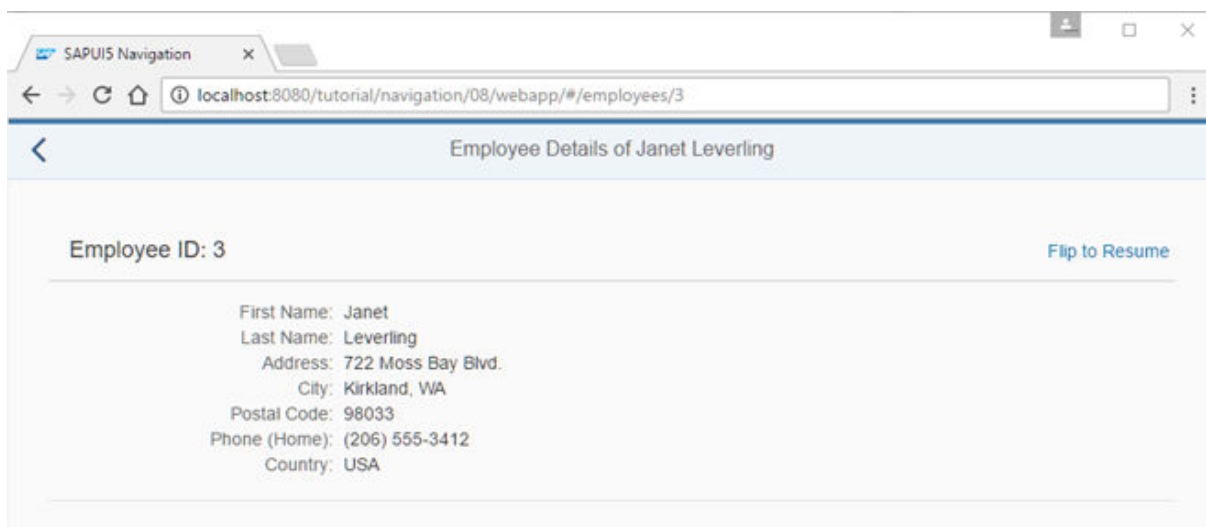 SAPUI5 Navigation
localhost:8080/tutorial/navigation/08/webapp/#/employees/3
Employee Details of Janet Leverling
Employee ID: 3 Flip to Resume
First Name: Janet
Last Name: Leverling
Address: 722 Moss Bay Blvd.
City: Kirkland, WA
Postal Code: 98033
Phone (Home): (206) 555-3412
Country: USA